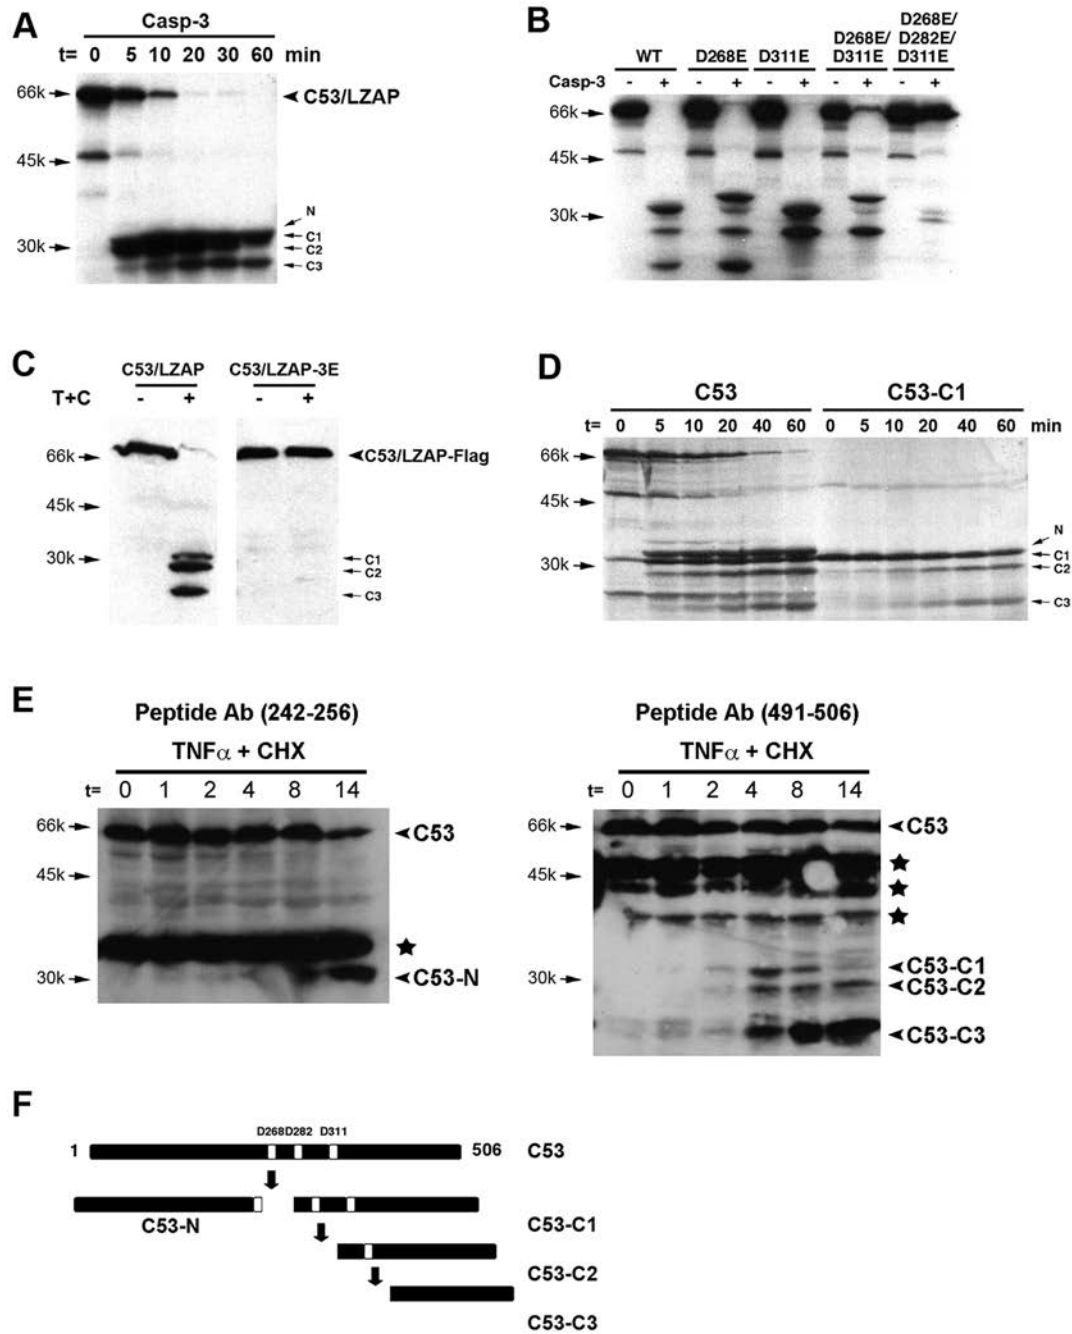 A
Casp-3
t= 0 5 10 20 30 60 min
66k
C53/LZAP
45k
N
C1
30k
C2
C3
B
WT D268E D311E D268E/ D311E D268E/ D282E/ D311E
Casp-3 - + - + - + - + - +
66k
45k
30k
C
C53/LZAP C53/LZAP-3E
T+C - + - +
66k
C53/LZAP-Flag
45k
30k
C1
C2
C3
D
C53 C53-C1
t= 0 5 10 20 40 60 0 5 10 20 40 60 min
66k
45k
N
C1
30k
C2
C3
E
Peptide Ab (242-256)
TNFα + CHX
t= 0 1 2 4 8 14
66k
C53
45k
30k
C53-N
Peptide Ab (491-506)
TNFα + CHX
t= 0 1 2 4 8 14
66k
C53
45k
C53-C1
30k
C53-C2
C53-C3
F
D268 D282 D311
1 506 C53
C53-N
C53-C1
C53-C2
C53-C3